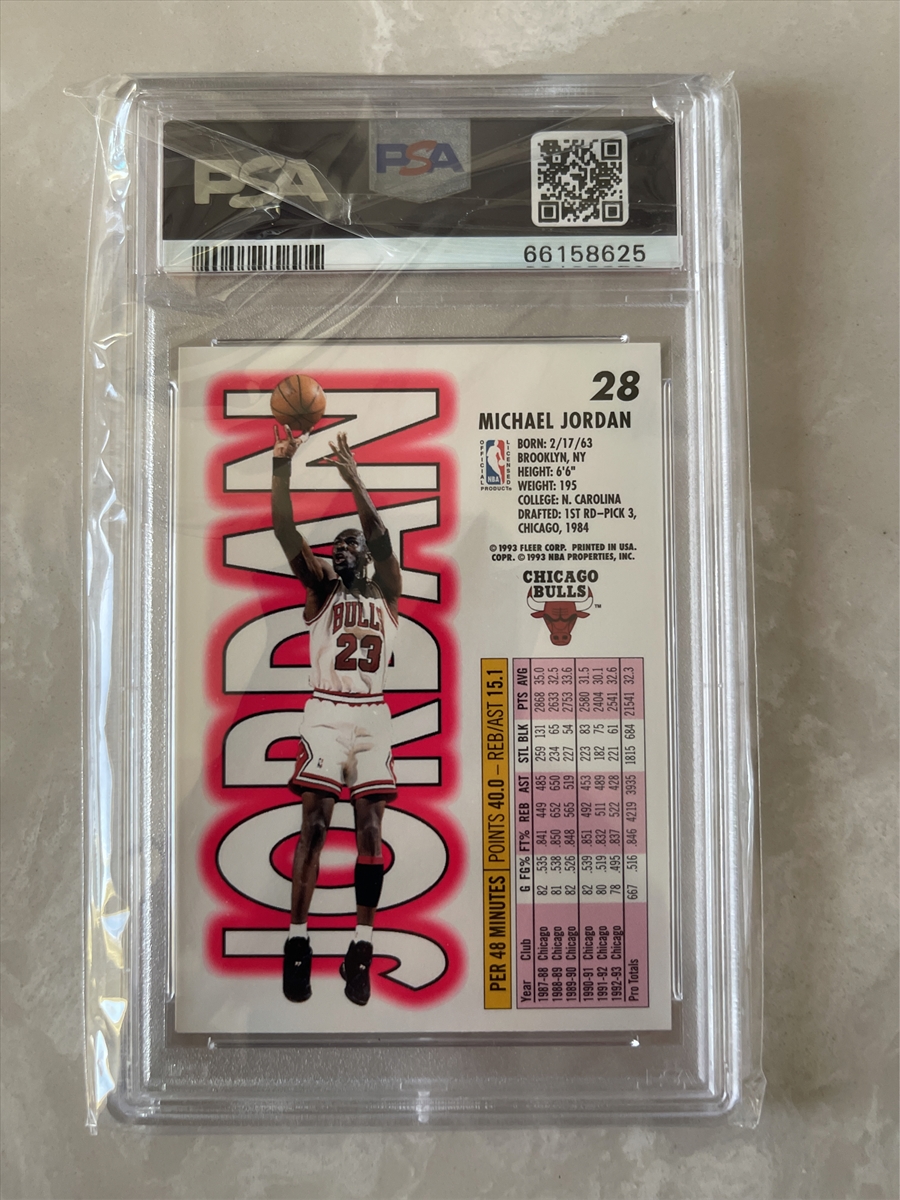 PSA
PSA
66158625
28
MICHAEL JORDAN
OFFICIAL LICENSED
NBA
PRODUCT
BORN: 2/17/63
BROOKLYN, NY
HEIGHT: 6'6"
WEIGHT: 195
COLLEGE: N. CAROLINA
DRAFTED: 1ST RD–PICK 3,
CHICAGO, 1984
© 1993 FLEER CORP. PRINTED IN USA.
COPR. © 1993 NBA PROPERTIES, INC.
CHICAGO
BULLS™
JORDAN
BULLS
23
PER 48 MINUTES POINTS 40.0 – REB/AST 15.1
Year Club G FG% FT% REB AST STL BLK PTS AVG
1987-88 Chicago 82 .535 .841 449 485 259 131 2868 35.0
1988-89 Chicago 81 .538 .850 652 650 234 65 2633 32.5
1989-90 Chicago 82 .526 .848 565 519 227 54 2753 33.6
1990-91 Chicago 82 .539 .851 492 453 223 83 2580 31.5
1991-92 Chicago 80 .519 .832 511 489 182 75 2404 30.1
1992-93 Chicago 78 .495 .837 522 428 221 61 2541 32.6
Pro Totals 667 .516 .846 4219 3935 1815 684 21541 32.3